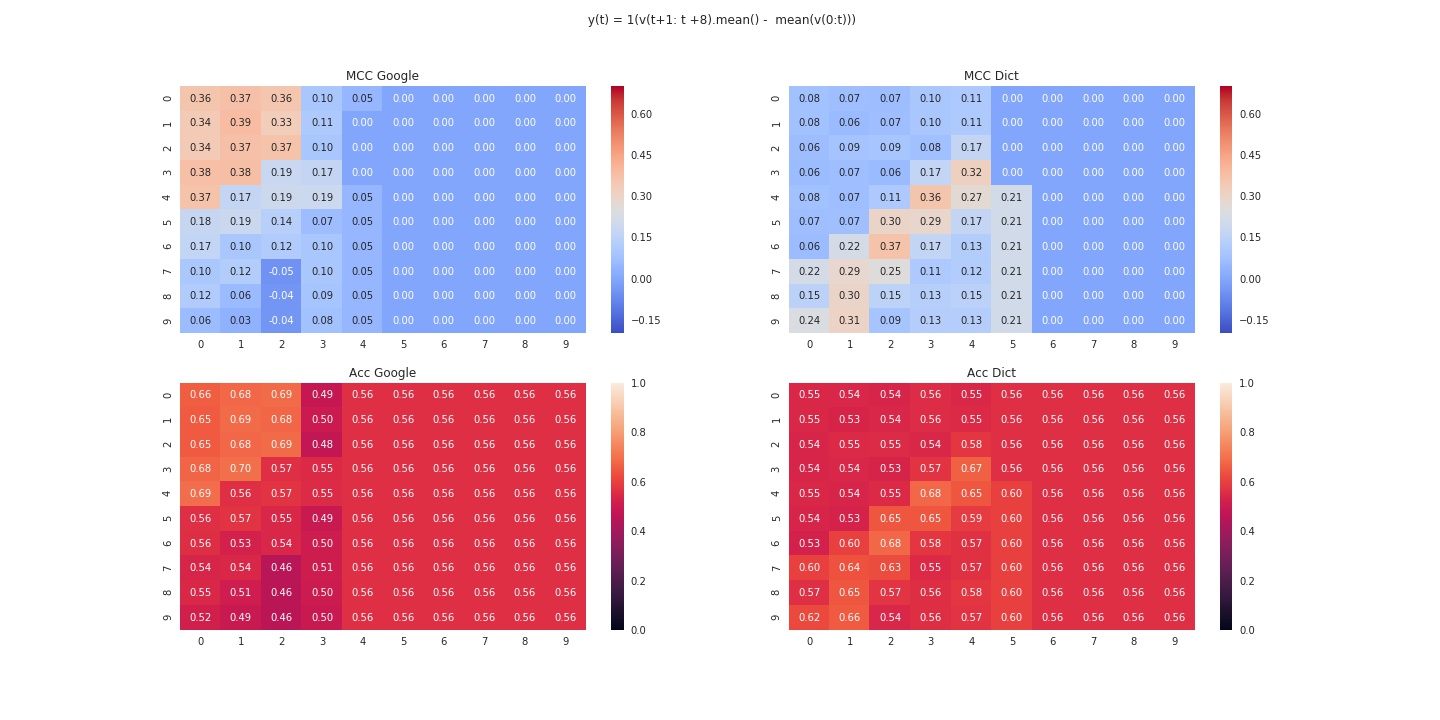 y(t) = 1(v(t+1: t +8).mean() -  mean(v(0:t)))
MCC Google
0 0.36 0.37 0.36 0.10 0.05 0.00 0.00 0.00 0.00 0.00
1 0.34 0.39 0.33 0.11 0.00 0.00 0.00 0.00 0.00 0.00
2 0.34 0.37 0.37 0.10 0.00 0.00 0.00 0.00 0.00 0.00
3 0.38 0.38 0.19 0.17 0.00 0.00 0.00 0.00 0.00 0.00
4 0.37 0.17 0.19 0.19 0.05 0.00 0.00 0.00 0.00 0.00
5 0.18 0.19 0.14 0.07 0.05 0.00 0.00 0.00 0.00 0.00
6 0.17 0.10 0.12 0.10 0.05 0.00 0.00 0.00 0.00 0.00
7 0.10 0.12 -0.05 0.10 0.05 0.00 0.00 0.00 0.00 0.00
8 0.12 0.06 -0.04 0.09 0.05 0.00 0.00 0.00 0.00 0.00
9 0.06 0.03 -0.04 0.08 0.05 0.00 0.00 0.00 0.00 0.00
0 1 2 3 4 5 6 7 8 9
0.60
0.45
0.30
0.15
0.00
−0.15
MCC Dict
0 0.08 0.07 0.07 0.10 0.11 0.00 0.00 0.00 0.00 0.00
1 0.08 0.06 0.07 0.10 0.11 0.00 0.00 0.00 0.00 0.00
2 0.06 0.09 0.09 0.08 0.17 0.00 0.00 0.00 0.00 0.00
3 0.06 0.07 0.06 0.17 0.32 0.00 0.00 0.00 0.00 0.00
4 0.08 0.07 0.11 0.36 0.27 0.21 0.00 0.00 0.00 0.00
5 0.07 0.07 0.30 0.29 0.17 0.21 0.00 0.00 0.00 0.00
6 0.06 0.22 0.37 0.17 0.13 0.21 0.00 0.00 0.00 0.00
7 0.22 0.29 0.25 0.11 0.12 0.21 0.00 0.00 0.00 0.00
8 0.15 0.30 0.15 0.13 0.15 0.21 0.00 0.00 0.00 0.00
9 0.24 0.31 0.09 0.13 0.13 0.21 0.00 0.00 0.00 0.00
0 1 2 3 4 5 6 7 8 9
0.60
0.45
0.30
0.15
0.00
−0.15
Acc Google
0 0.66 0.68 0.69 0.49 0.56 0.56 0.56 0.56 0.56 0.56
1 0.65 0.69 0.68 0.50 0.56 0.56 0.56 0.56 0.56 0.56
2 0.65 0.68 0.69 0.48 0.56 0.56 0.56 0.56 0.56 0.56
3 0.68 0.70 0.57 0.55 0.56 0.56 0.56 0.56 0.56 0.56
4 0.69 0.56 0.57 0.55 0.56 0.56 0.56 0.56 0.56 0.56
5 0.56 0.57 0.55 0.49 0.56 0.56 0.56 0.56 0.56 0.56
6 0.56 0.53 0.54 0.50 0.56 0.56 0.56 0.56 0.56 0.56
7 0.54 0.54 0.46 0.51 0.56 0.56 0.56 0.56 0.56 0.56
8 0.55 0.51 0.46 0.50 0.56 0.56 0.56 0.56 0.56 0.56
9 0.52 0.49 0.46 0.50 0.56 0.56 0.56 0.56 0.56 0.56
0 1 2 3 4 5 6 7 8 9
1.0
0.8
0.6
0.4
0.2
0.0
Acc Dict
0 0.55 0.54 0.54 0.56 0.55 0.56 0.56 0.56 0.56 0.56
1 0.55 0.53 0.54 0.56 0.55 0.56 0.56 0.56 0.56 0.56
2 0.54 0.55 0.55 0.54 0.58 0.56 0.56 0.56 0.56 0.56
3 0.54 0.54 0.53 0.57 0.67 0.56 0.56 0.56 0.56 0.56
4 0.55 0.54 0.55 0.68 0.65 0.60 0.56 0.56 0.56 0.56
5 0.54 0.53 0.65 0.65 0.59 0.60 0.56 0.56 0.56 0.56
6 0.53 0.60 0.68 0.58 0.57 0.60 0.56 0.56 0.56 0.56
7 0.60 0.64 0.63 0.55 0.57 0.60 0.56 0.56 0.56 0.56
8 0.57 0.65 0.57 0.56 0.58 0.60 0.56 0.56 0.56 0.56
9 0.62 0.66 0.54 0.56 0.57 0.60 0.56 0.56 0.56 0.56
0 1 2 3 4 5 6 7 8 9
1.0
0.8
0.6
0.4
0.2
0.0